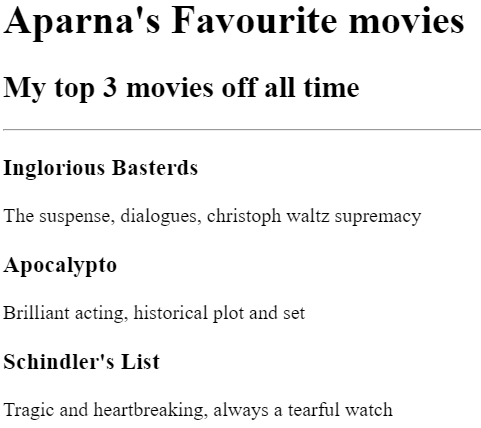 Aparna's Favourite movies
My top 3 movies off all time
Inglorious Basterds
The suspense, dialogues, christoph waltz supremacy
Apocalypto
Brilliant acting, historical plot and set
Schindler's List
Tragic and heartbreaking, always a tearful watch